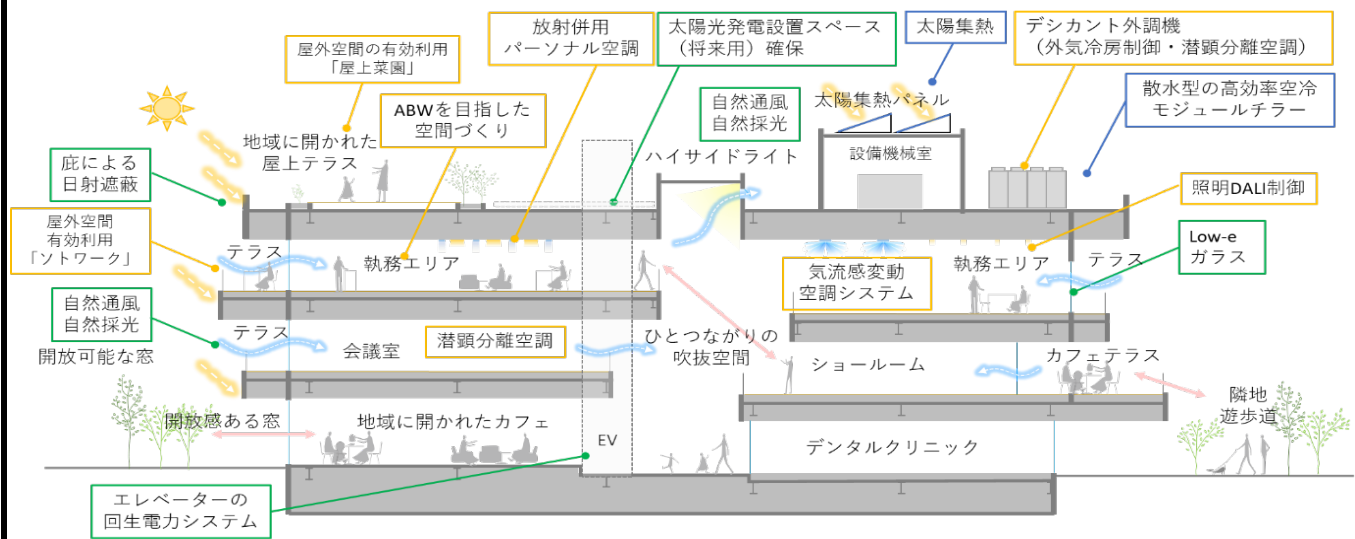 放射併用
パーソナル空調
太陽光発電設置スペース
（将来用）確保
太陽集熱
デシカント外調機
（外気冷房制御・潜顕分離空調）
屋外空間の有効利用
「屋上菜園」
散水型の高効率空冷
モジュールチラー
ABWを目指した
空間づくり
自然通風
自然採光
太陽集熱パネル
地域に開かれた
屋上テラス
ハイサイドライト
設備機械室
庇による
日射遮蔽
照明DALI制御
屋外空間
有効利用
「ソトワーク」
テラス
執務エリア
気流感変動
空調システム
執務エリア
テラス
Low-e
ガラス
自然通風
自然採光
開放可能な窓
テラス
会議室
潜顕分離空調
ひとつながりの
吹抜空間
ショールーム
カフェテラス
隣地
遊歩道
開放感ある窓
地域に開かれたカフェ
EV
デンタルクリニック
エレベーターの
回生電力システム